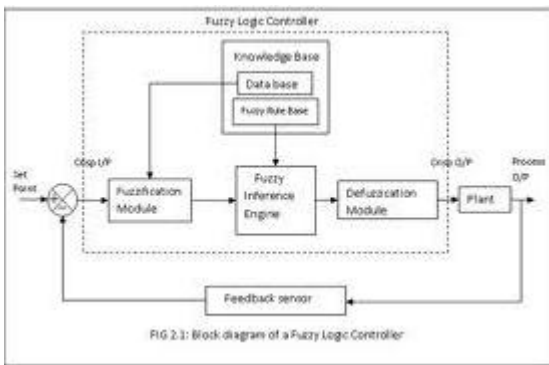 Fuzzy Logic Controller
Knowledge Base
Data base
Fuzzy Rule Base
Set
Point
Crisp I/P
Fuzzification
Module
Fuzzy
Inference
Engine
Defuzzication
Module
Crisp O/P
Plant
Process
O/P
Feedback sensor
FIG 2.1: Block diagram of a Fuzzy Logic Controller